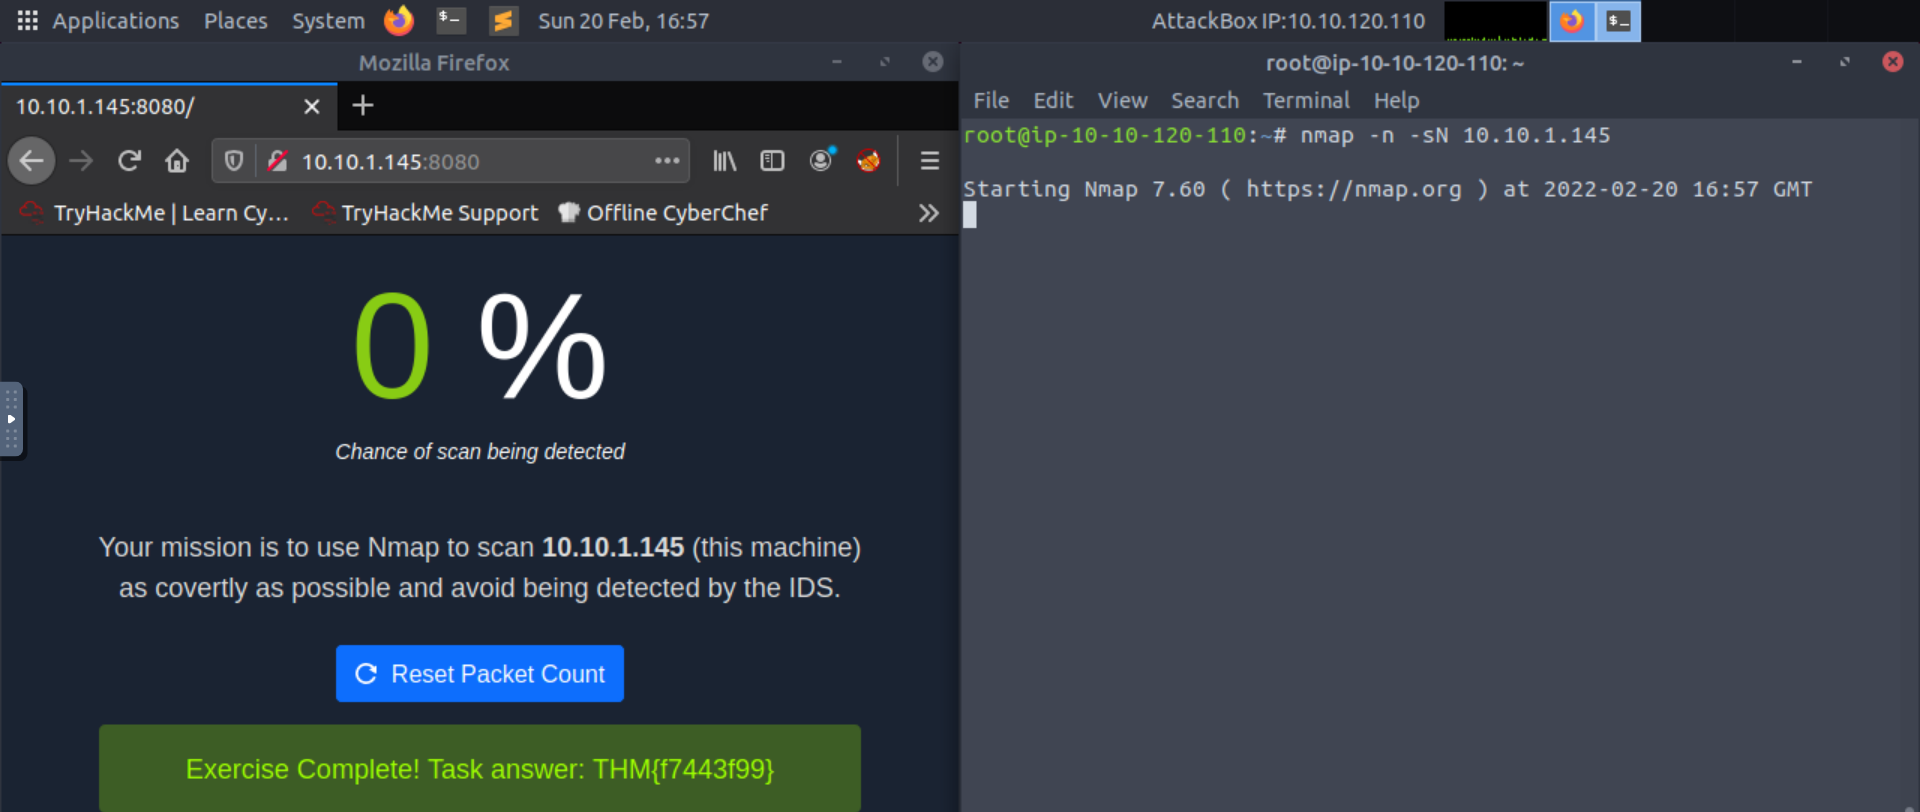 Applications Places System Sun 20 Feb, 16:57 AttackBox IP:10.10.120.110
Mozilla Firefox
10.10.1.145:8080/
10.10.1.145:8080
TryHackMe | Learn Cy… TryHackMe Support Offline CyberChef
0 %
Chance of scan being detected
Your mission is to use Nmap to scan 10.10.1.145 (this machine)
as covertly as possible and avoid being detected by the IDS.
Reset Packet Count
Exercise Complete! Task answer: THM{f7443f99}
root@ip-10-10-120-110: ~
File Edit View Search Terminal Help
root@ip-10-10-120-110:~# nmap -n -sN 10.10.1.145
Starting Nmap 7.60 ( https://nmap.org ) at 2022-02-20 16:57 GMT